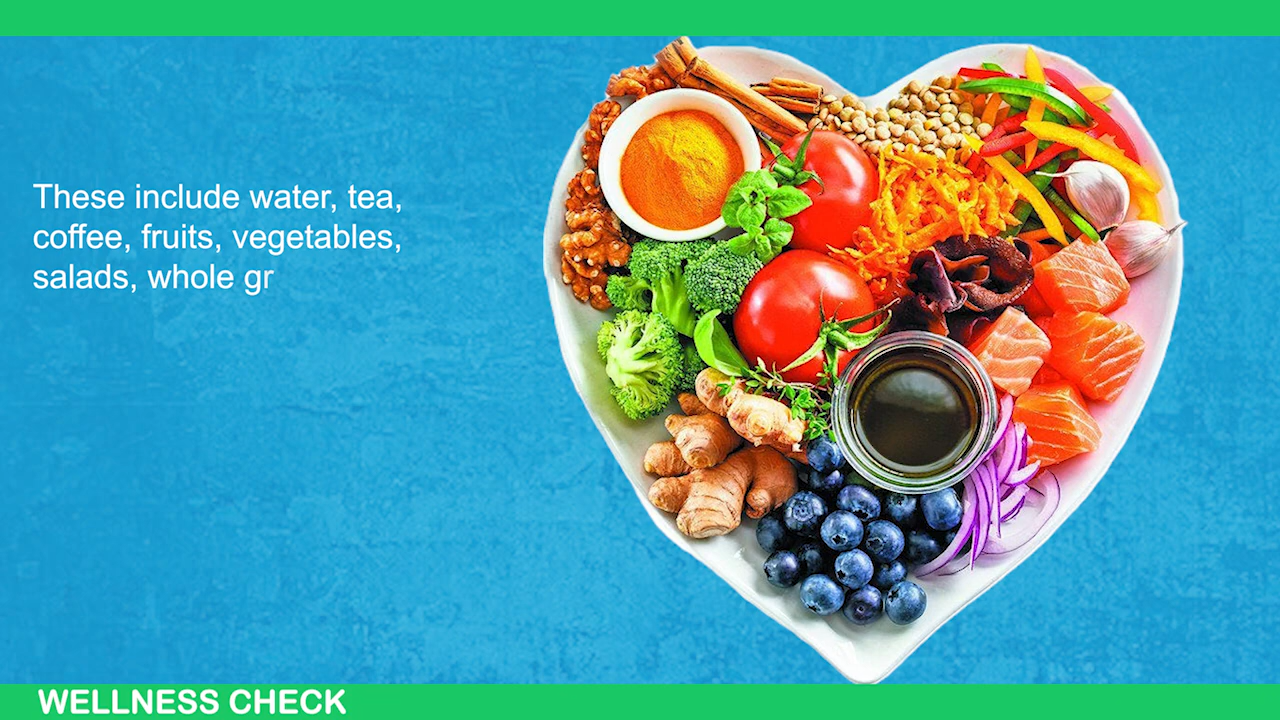 These include water, tea,
coffee, fruits, vegetables,
salads, whole gr
WELLNESS CHECK